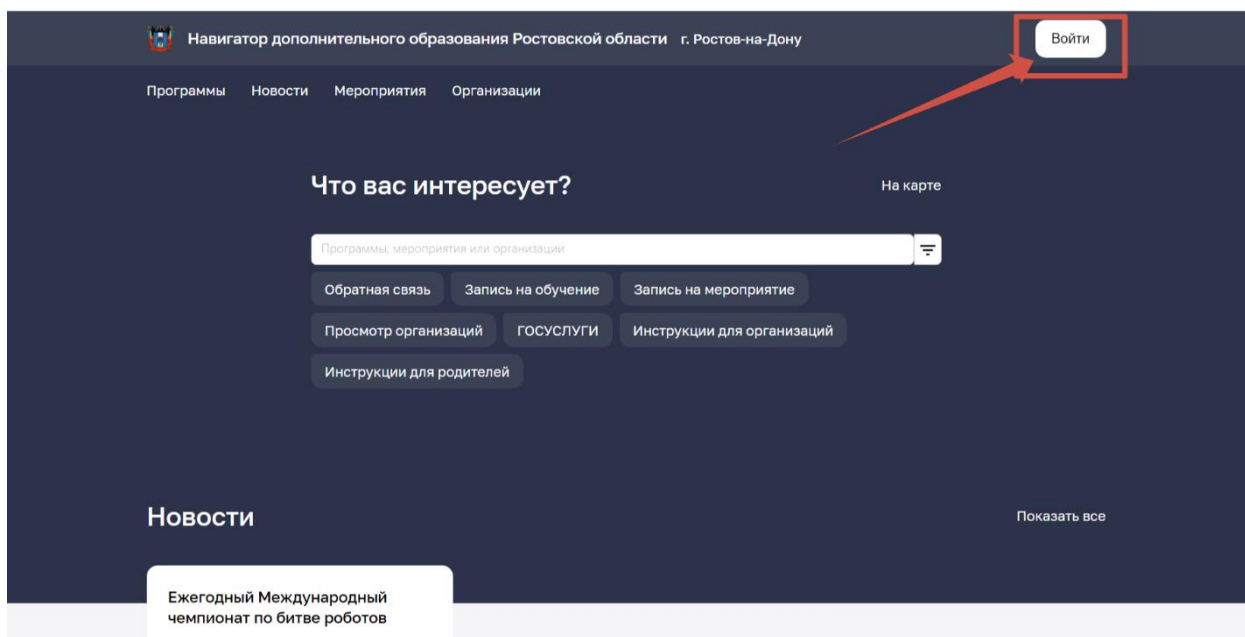 Навигатор дополнительного образования Ростовской области г. Ростов-на-Дону
Войти
Программы Новости Мероприятия Организации
Что вас интересует?
На карте
Программы, мероприятия или организации
Обратная связь Запись на обучение Запись на мероприятие
Просмотр организаций ГОСУСЛУГИ Инструкции для организаций
Инструкции для родителей
Новости
Показать все
Ежегодный Международный
чемпионат по битве роботов